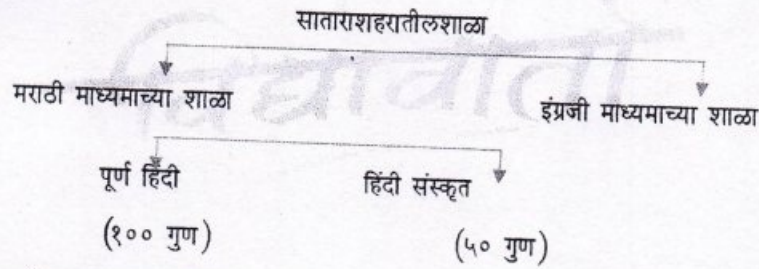 साताराशहरातीलशाळा
मराठी माध्यमाच्या शाळा
इंग्रजी माध्यमाच्या शाळा
पूर्ण हिंदी
हिंदी संस्कृत
(१०० गुण)
(५० गुण)
विद्यावार्ता